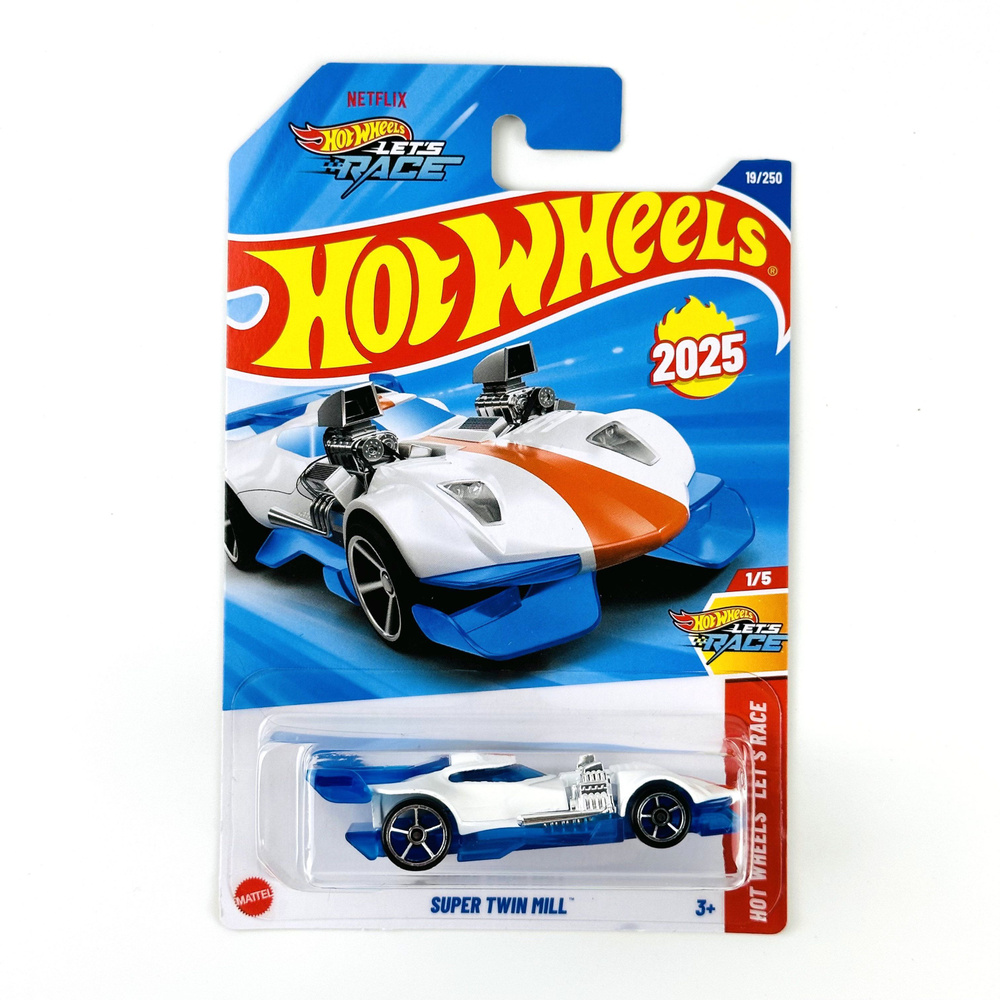 NETFLIX
HOT WHEELS
LET'S
RACE
19/250
HOT WHEELS®
2025
1/5
HOT WHEELS
LET'S
RACE
HOT WHEELS LET'S RACE
MATTEL
SUPER TWIN MILL™
3+